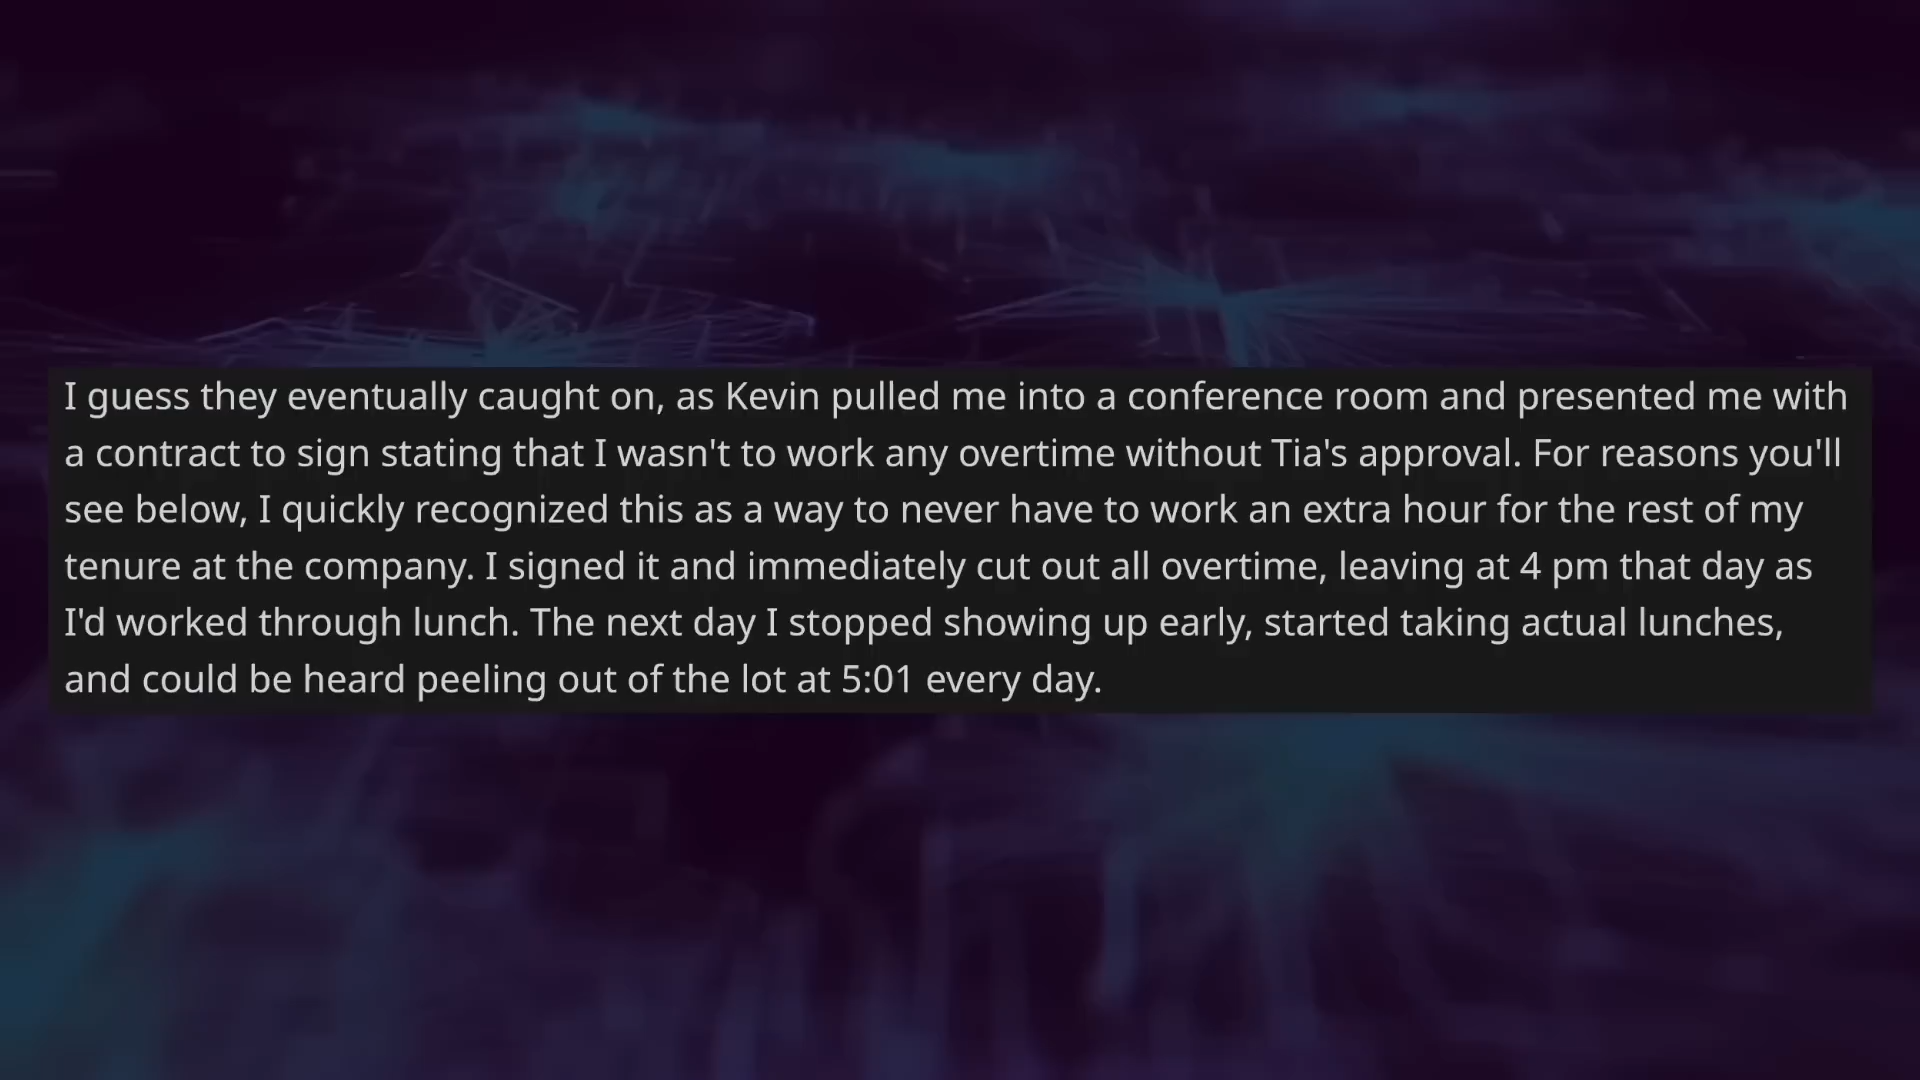 I guess they eventually caught on, as Kevin pulled me into a conference room and presented me with
a contract to sign stating that I wasn't to work any overtime without Tia's approval. For reasons you'll
see below, I quickly recognized this as a way to never have to work an extra hour for the rest of my
tenure at the company. I signed it and immediately cut out all overtime, leaving at 4 pm that day as
I'd worked through lunch. The next day I stopped showing up early, started taking actual lunches,
and could be heard peeling out of the lot at 5:01 every day.